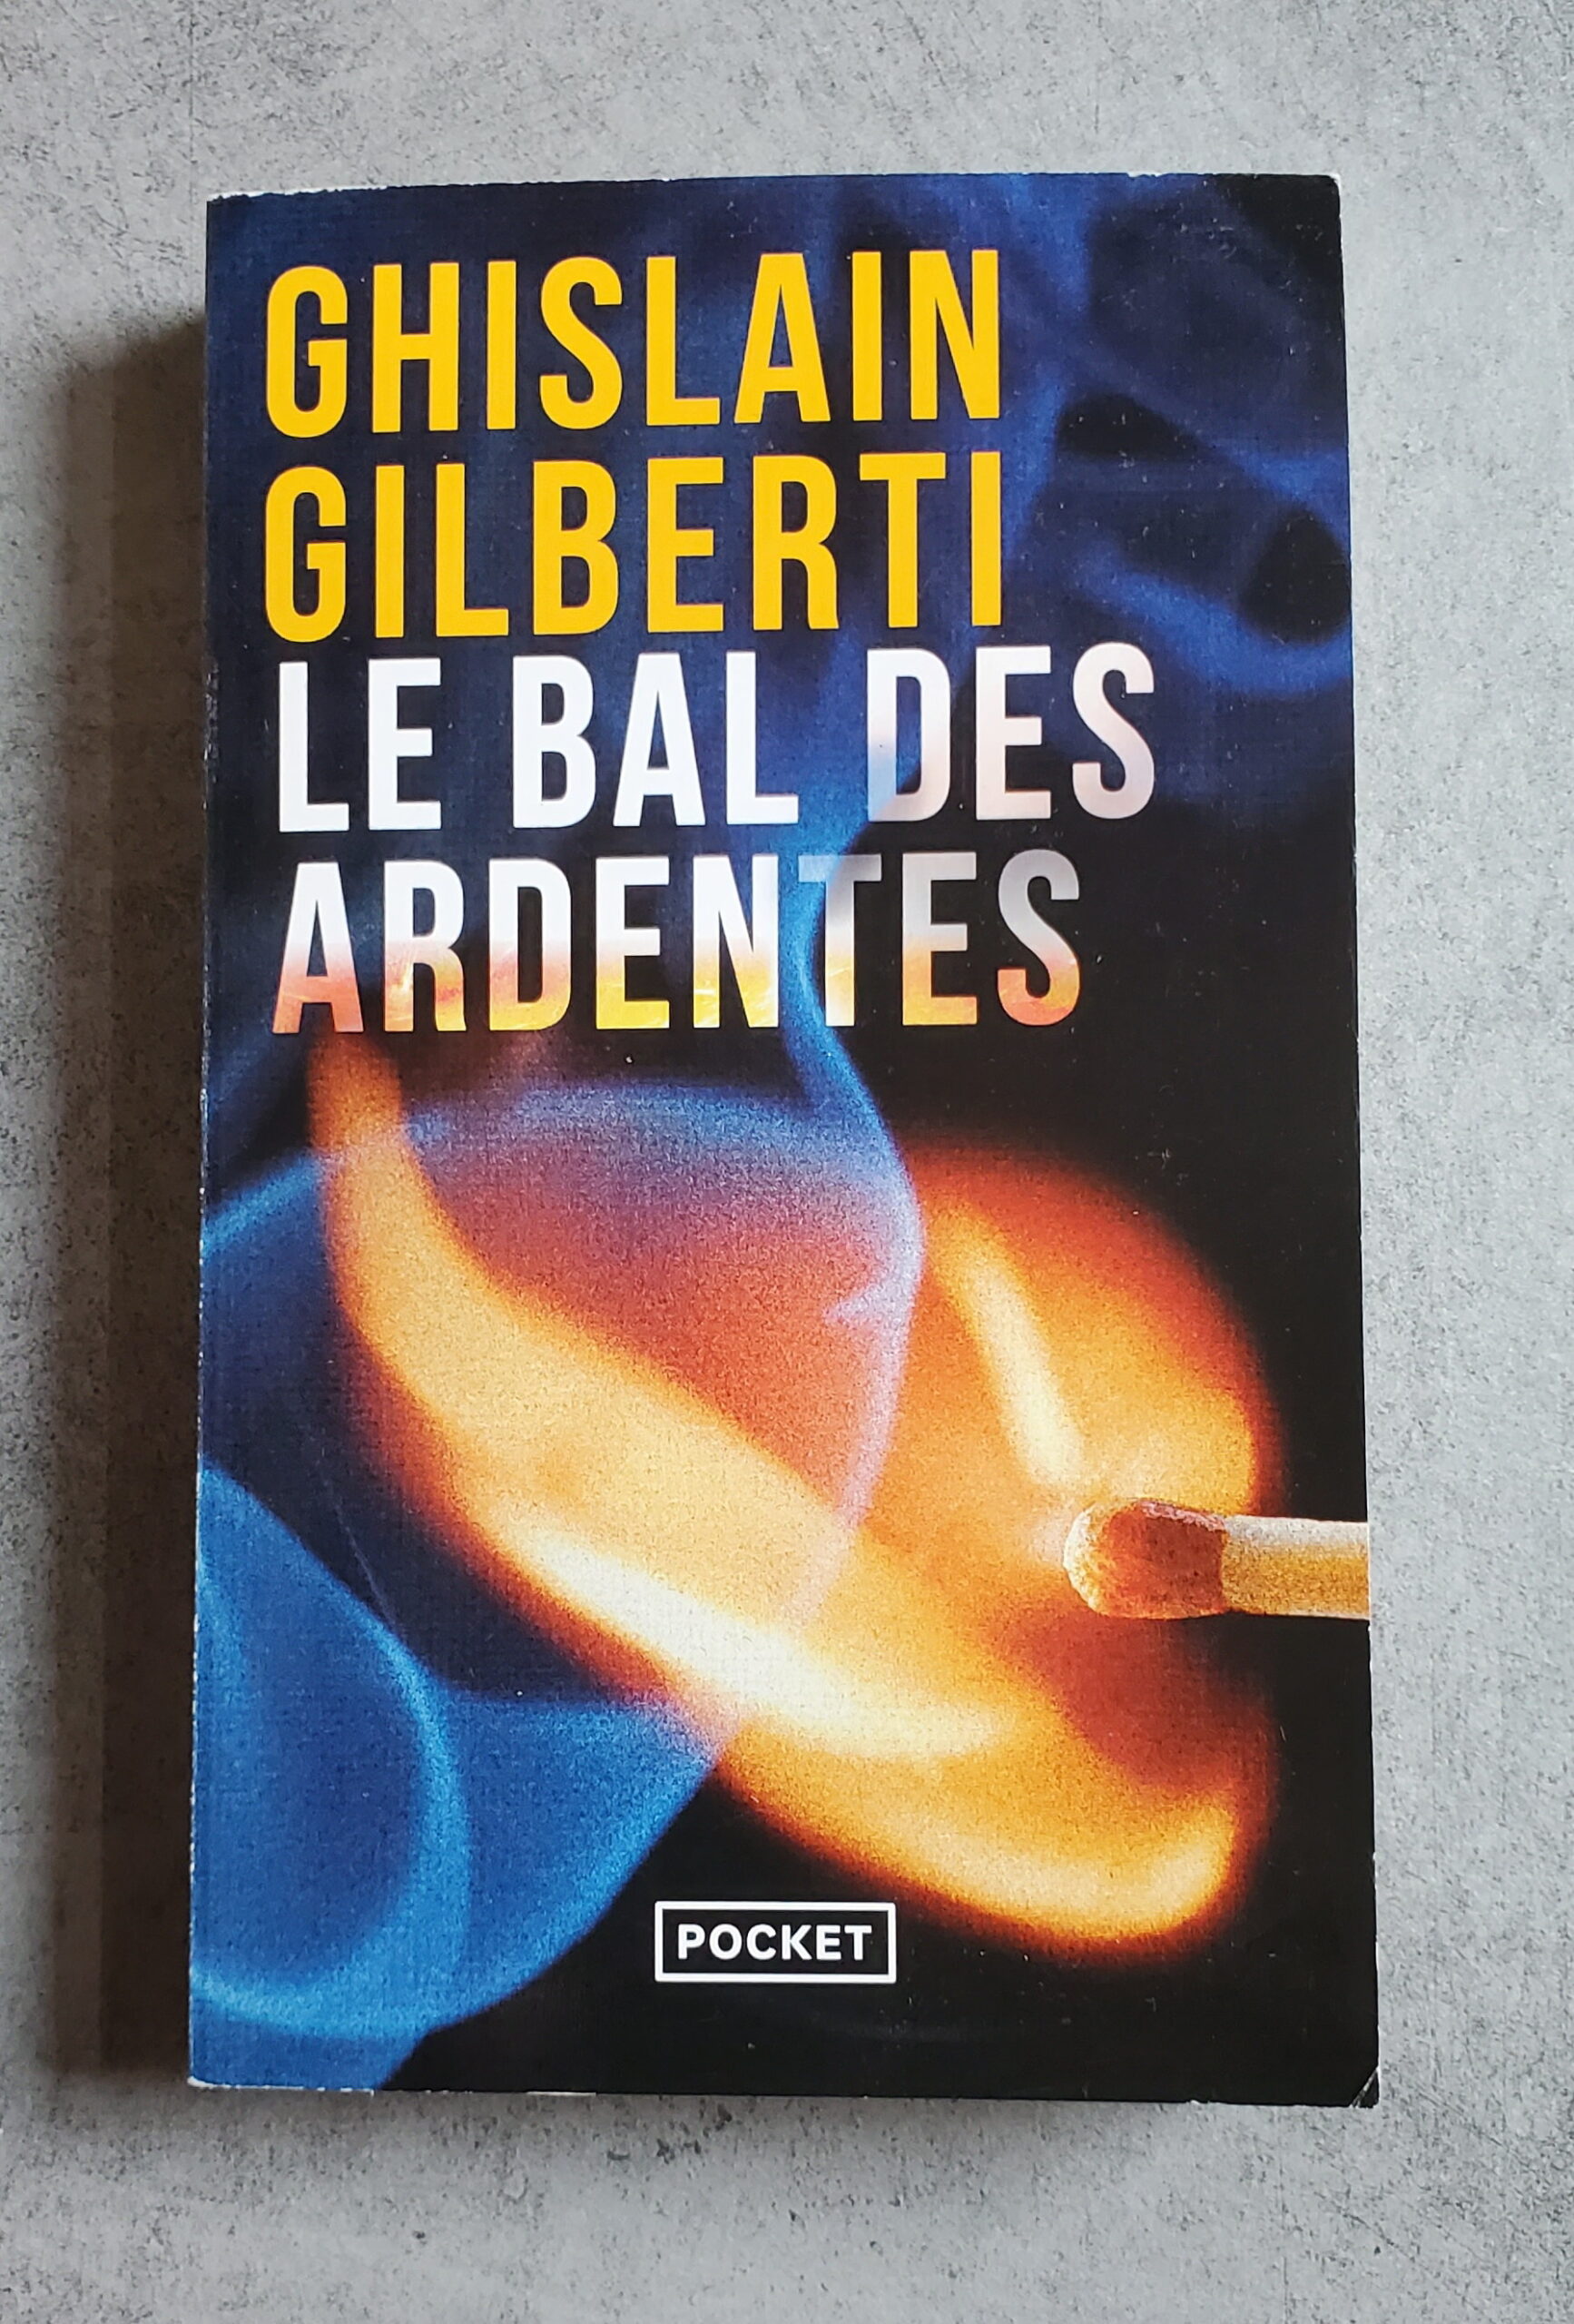 GHISLAIN
GILBERTI
LE BAL DES
ARDENTES
POCKET